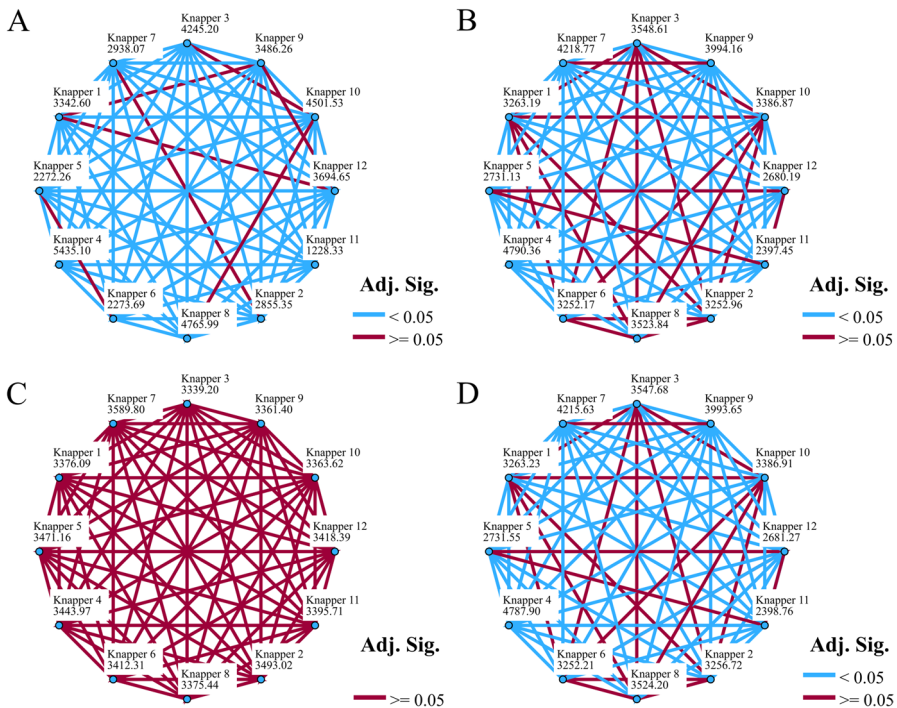 A
Knapper 3
4245.20
Knapper 7
2938.07
Knapper 9
3486.26
Knapper 1
3342.60
Knapper 10
4501.53
Knapper 5
2272.26
Knapper 12
3694.65
Knapper 4
5435.10
Knapper 11
1228.33
Knapper 6
2273.69
Knapper 8
4765.99
Knapper 2
2855.35
Adj. Sig.
< 0.05
>= 0.05
B
Knapper 3
3548.61
Knapper 7
4218.77
Knapper 9
3994.16
Knapper 1
3263.19
Knapper 10
3386.87
Knapper 5
2731.13
Knapper 12
2680.19
Knapper 4
4790.36
Knapper 11
2397.45
Knapper 6
3252.17
Knapper 8
3523.84
Knapper 2
3252.96
Adj. Sig.
< 0.05
>= 0.05
C
Knapper 3
3339.20
Knapper 7
3589.80
Knapper 9
3361.40
Knapper 1
3376.09
Knapper 10
3363.62
Knapper 5
3471.16
Knapper 12
3418.39
Knapper 4
3443.97
Knapper 11
3395.71
Knapper 6
3412.31
Knapper 8
3375.44
Knapper 2
3493.02
Adj. Sig.
>= 0.05
D
Knapper 3
3547.68
Knapper 7
4215.63
Knapper 9
3993.65
Knapper 1
3263.23
Knapper 10
3386.91
Knapper 5
2731.55
Knapper 12
2681.27
Knapper 4
4787.90
Knapper 11
2398.76
Knapper 6
3252.21
Knapper 8
3524.20
Knapper 2
3256.72
Adj. Sig.
< 0.05
>= 0.05